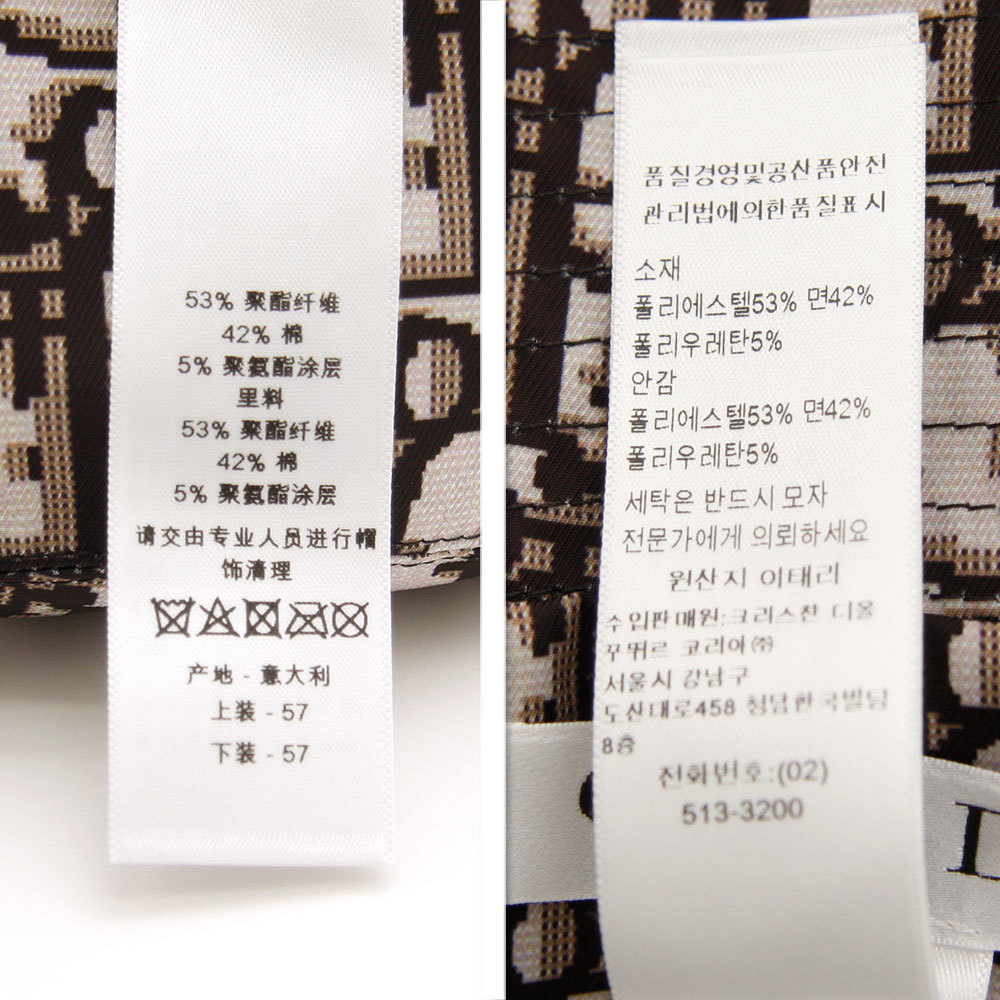 53% 聚酯纤维
42% 棉
5% 聚氨酯涂层
里料
53% 聚酯纤维
42% 棉
5% 聚氨酯涂层
请交由专业人员进行帽
饰清理
产地 - 意大利
上装 - 57
下装 - 57
품질경영및공산품안전
관리법에의한품질표시
소재
폴리에스텔53% 면42%
폴리우레탄5%
안감
폴리에스텔53% 면42%
폴리우레탄5%
세탁은 반드시 모자
전문가에게 의뢰하세요
원산지 이태리
수입판매원:크리스챤 디올
꾸뛰르 코리아㈜
서울시 강남구
도산대로458 청담한국빌딩
8층
전화번호:(02)
513-3200